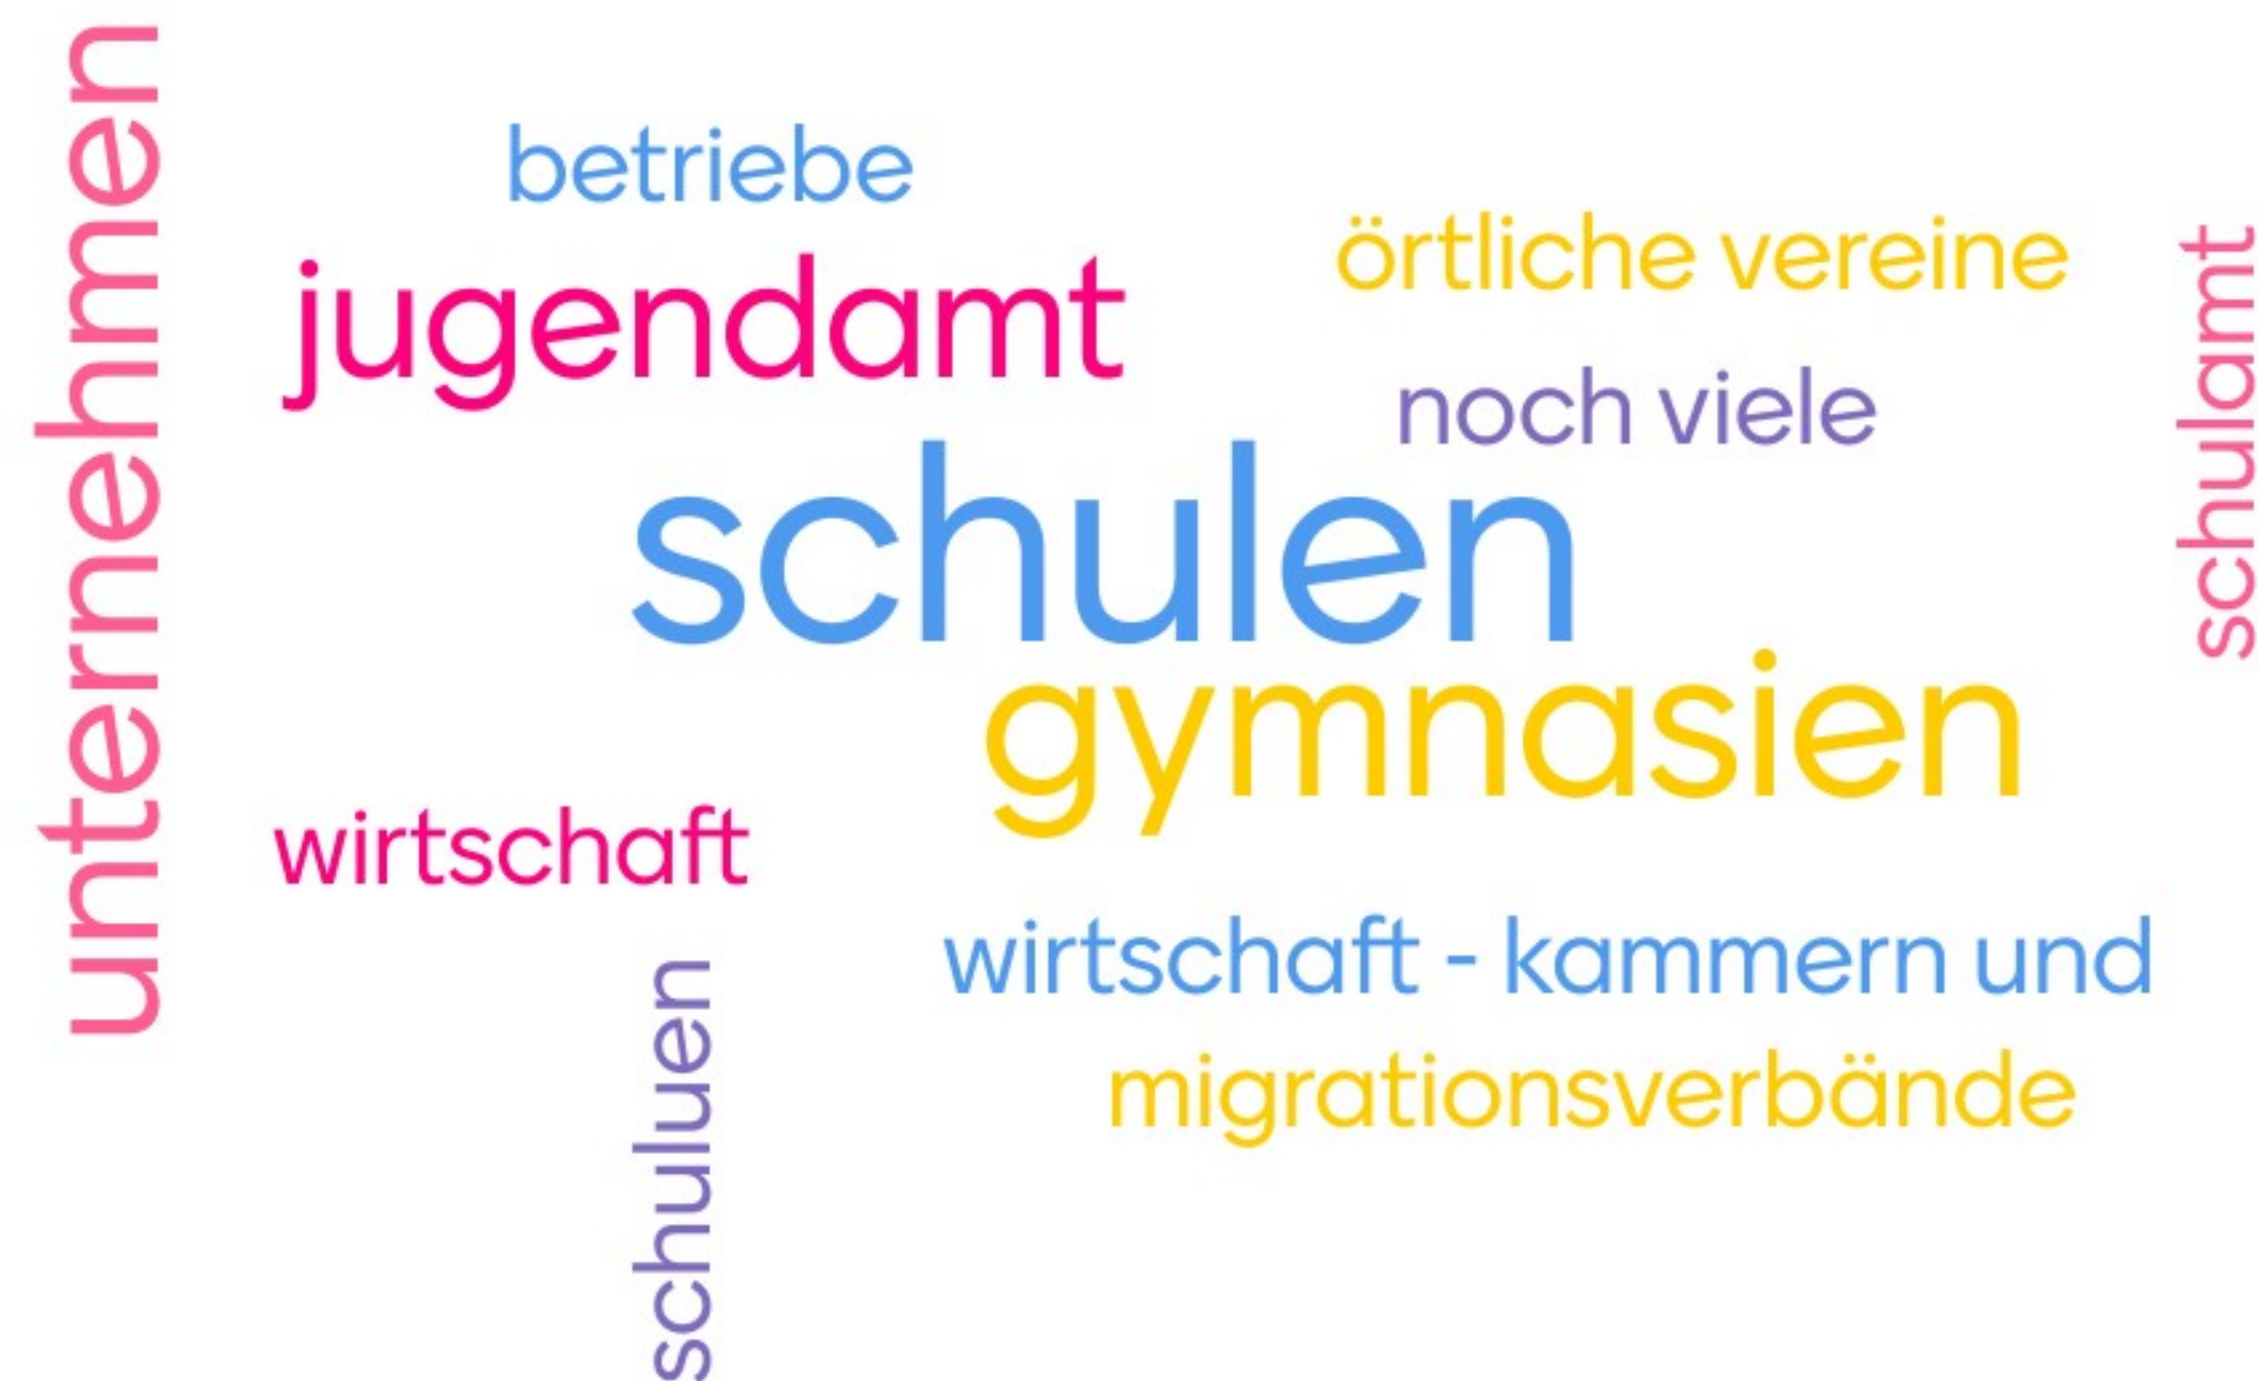 unternehmen
betriebe
jugendamt
örtliche vereine
noch viele
schulamt
schulen
gymnasien
wirtschaft
wirtschaft - kammern und
migrationsverbände
schuluen